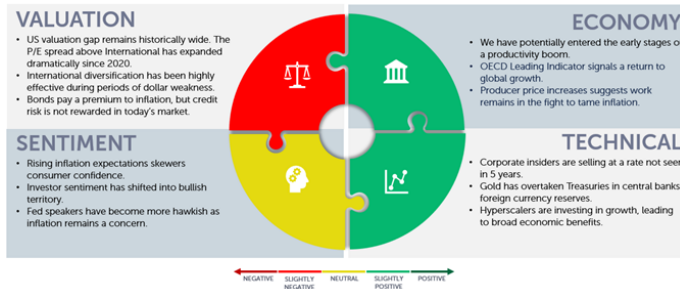 VALUATION
• US valuation gap remains historically wide. The
P/E spread above International has expanded
dramatically since 2020.
• International diversification has been highly
effective during periods of dollar weakness.
• Bonds pay a premium to inflation, but credit
risk is not rewarded in today's market.
ECONOMY
• We have potentially entered the early stages o
a productivity boom.
• OECD Leading Indicator signals a return to
global growth.
• Producer price increases suggests work
remains in the fight to tame inflation.
SENTIMENT
• Rising inflation expectations skewers
consumer confidence.
• Investor sentiment has shifted into bullish
territory.
• Fed speakers have become more hawkish as
inflation remains a concern.
TECHNICAL
• Corporate insiders are selling at a rate not seen
in 5 years.
• Gold has overtaken Treasuries in central banks
foreign currency reserves.
• Hyperscalers are investing in growth, leading
to broad economic benefits.
NEGATIVE
SLIGHTLY
NEGATIVE
NEUTRAL
SLIGHTLY
POSITIVE
POSITIVE